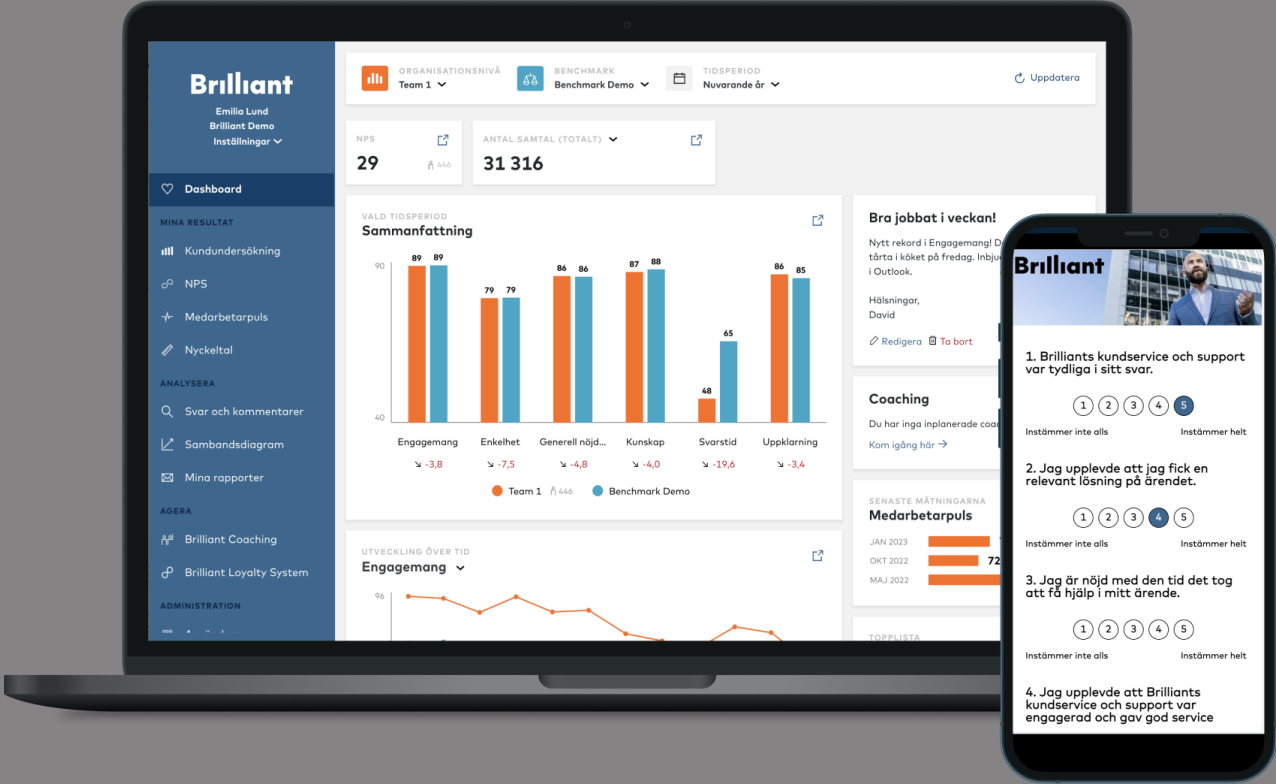 Brilliant
Emilia Lund
Brilliant Demo
Inställningar
Dashboard
MINA RESULTAT
Kundundersökning
NPS
Medarbetarpuls
Nyckeltal
ANALYSERA
Svar och kommentarer
Sambandsdiagram
Mina rapporter
AGERA
Brilliant Coaching
Brilliant Loyalty System
ADMINISTRATION
ORGANISATIONSNIVÅ
Team 1
BENCHMARK
Benchmark Demo
TIDSPERIOD
Nuvarande år
Uppdatera
NPS
29
446
ANTAL SAMTAL (TOTALT)
31 316
VALD TIDSPERIOD
Sammanfattning
90
40
89 89
79 79
86 86
87 88
48 65
86 85
Engagemang Enkelhet Generell nöjd... Kunskap Svarstid Uppklarning
-3,8 -7,5 -4,8 -4,0 -19,6 -3,4
Team 1 446 Benchmark Demo
UTVECKLING ÖVER TID
Engagemang
96
Bra jobbat i veckan!
Nytt rekord i Engagemang! D
tårta i köket på fredag. Inbju
i Outlook.
Hälsningar,
David
Redigera Ta bort
Coaching
Du har inga inplanerade coa
Kom igång här →
SENASTE MÄTNINGARNA
Medarbetarpuls
JAN 2023
OKT 2022 72
MAJ 2022
TOPPLISTA
Brilliant
1. Brilliants kundservice och support
var tydliga i sitt svar.
1 2 3 4 5
Instämmer inte alls Instämmer helt
2. Jag upplevde att jag fick en
relevant lösning på ärendet.
1 2 3 4 5
Instämmer inte alls Instämmer helt
3. Jag är nöjd med den tid det tog
att få hjälp i mitt ärende.
1 2 3 4 5
Instämmer inte alls Instämmer helt
4. Jag upplevde att Brilliants
kundservice och support var
engagerad och gav god service